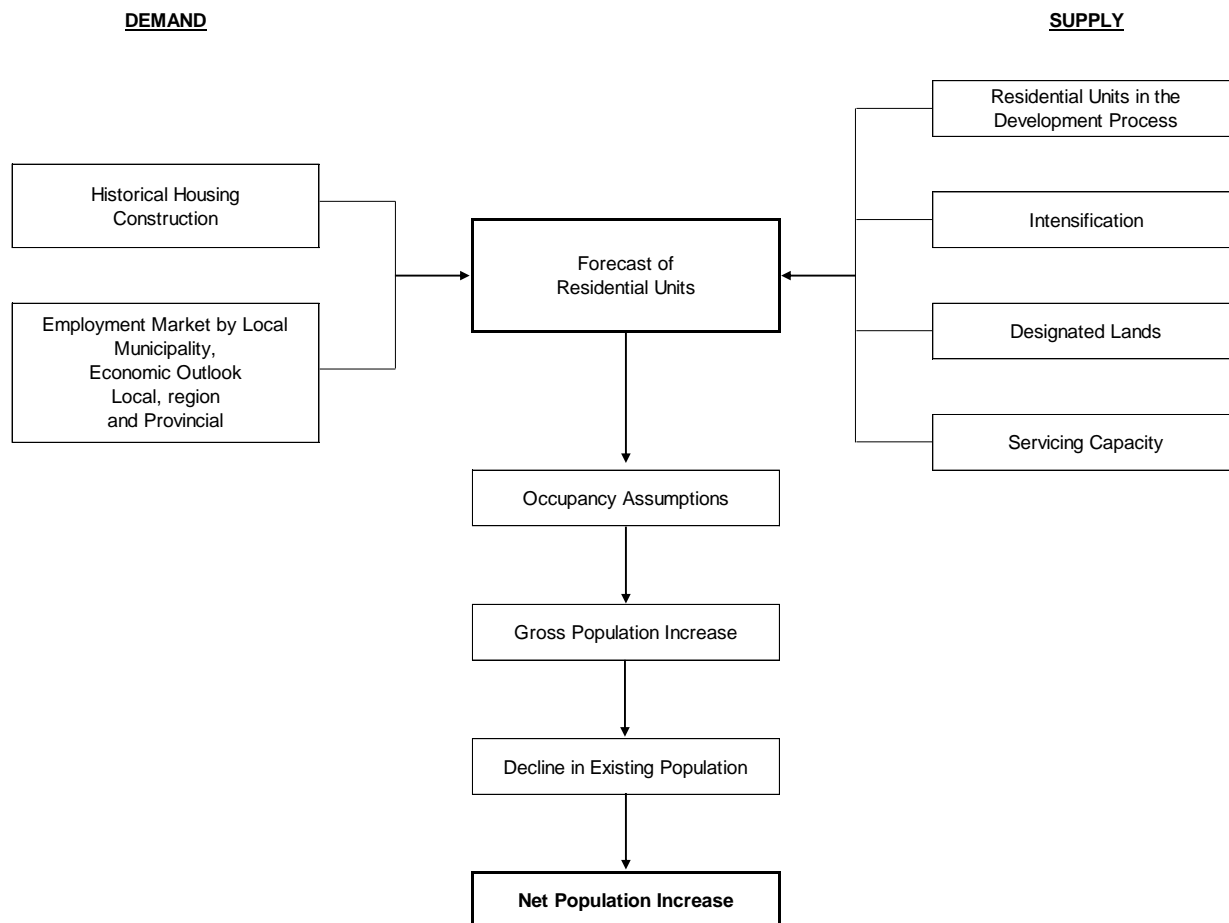 DEMAND
SUPPLY
Residential Units in the
Development Process
Historical Housing
Construction
Intensification
Forecast of
Residential Units
Employment Market by Local
Municipality,
Economic Outlook
Local, region
and Provincial
Designated Lands
Servicing Capacity
Occupancy Assumptions
Gross Population Increase
Decline in Existing Population
Net Population Increase